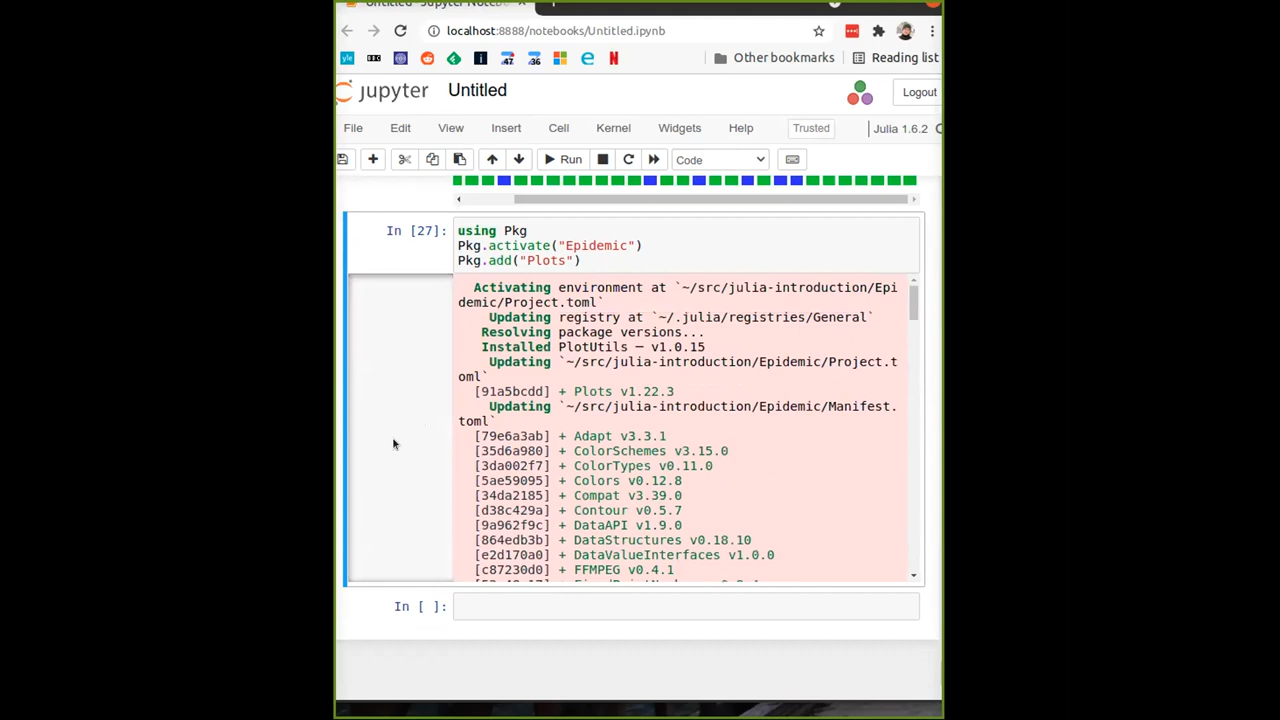 localhost:8888/notebooks/Untitled.ipynb
yle BBC i 47 36 e N Other bookmarks Reading list
jupyter Untitled Logout
File Edit View Insert Cell Kernel Widgets Help Trusted Julia 1.6.2
Run Code
In [27]: using Pkg
Pkg.activate("Epidemic")
Pkg.add("Plots")
Activating environment at `~/src/julia-introduction/Epi
demic/Project.toml`
Updating registry at `~/.julia/registries/General`
Resolving package versions...
Installed PlotUtils ─ v1.0.15
Updating `~/src/julia-introduction/Epidemic/Project.t
oml`
[91a5bcdd] + Plots v1.22.3
Updating `~/src/julia-introduction/Epidemic/Manifest.
toml`
[79e6a3ab] + Adapt v3.3.1
[35d6a980] + ColorSchemes v3.15.0
[3da002f7] + ColorTypes v0.11.0
[5ae59095] + Colors v0.12.8
[34da2185] + Compat v3.39.0
[d38c429a] + Contour v0.5.7
[9a962f9c] + DataAPI v1.9.0
[864edb3b] + DataStructures v0.18.10
[e2d170a0] + DataValueInterfaces v1.0.0
[c87230d0] + FFMPEG v0.4.1
In [ ]: